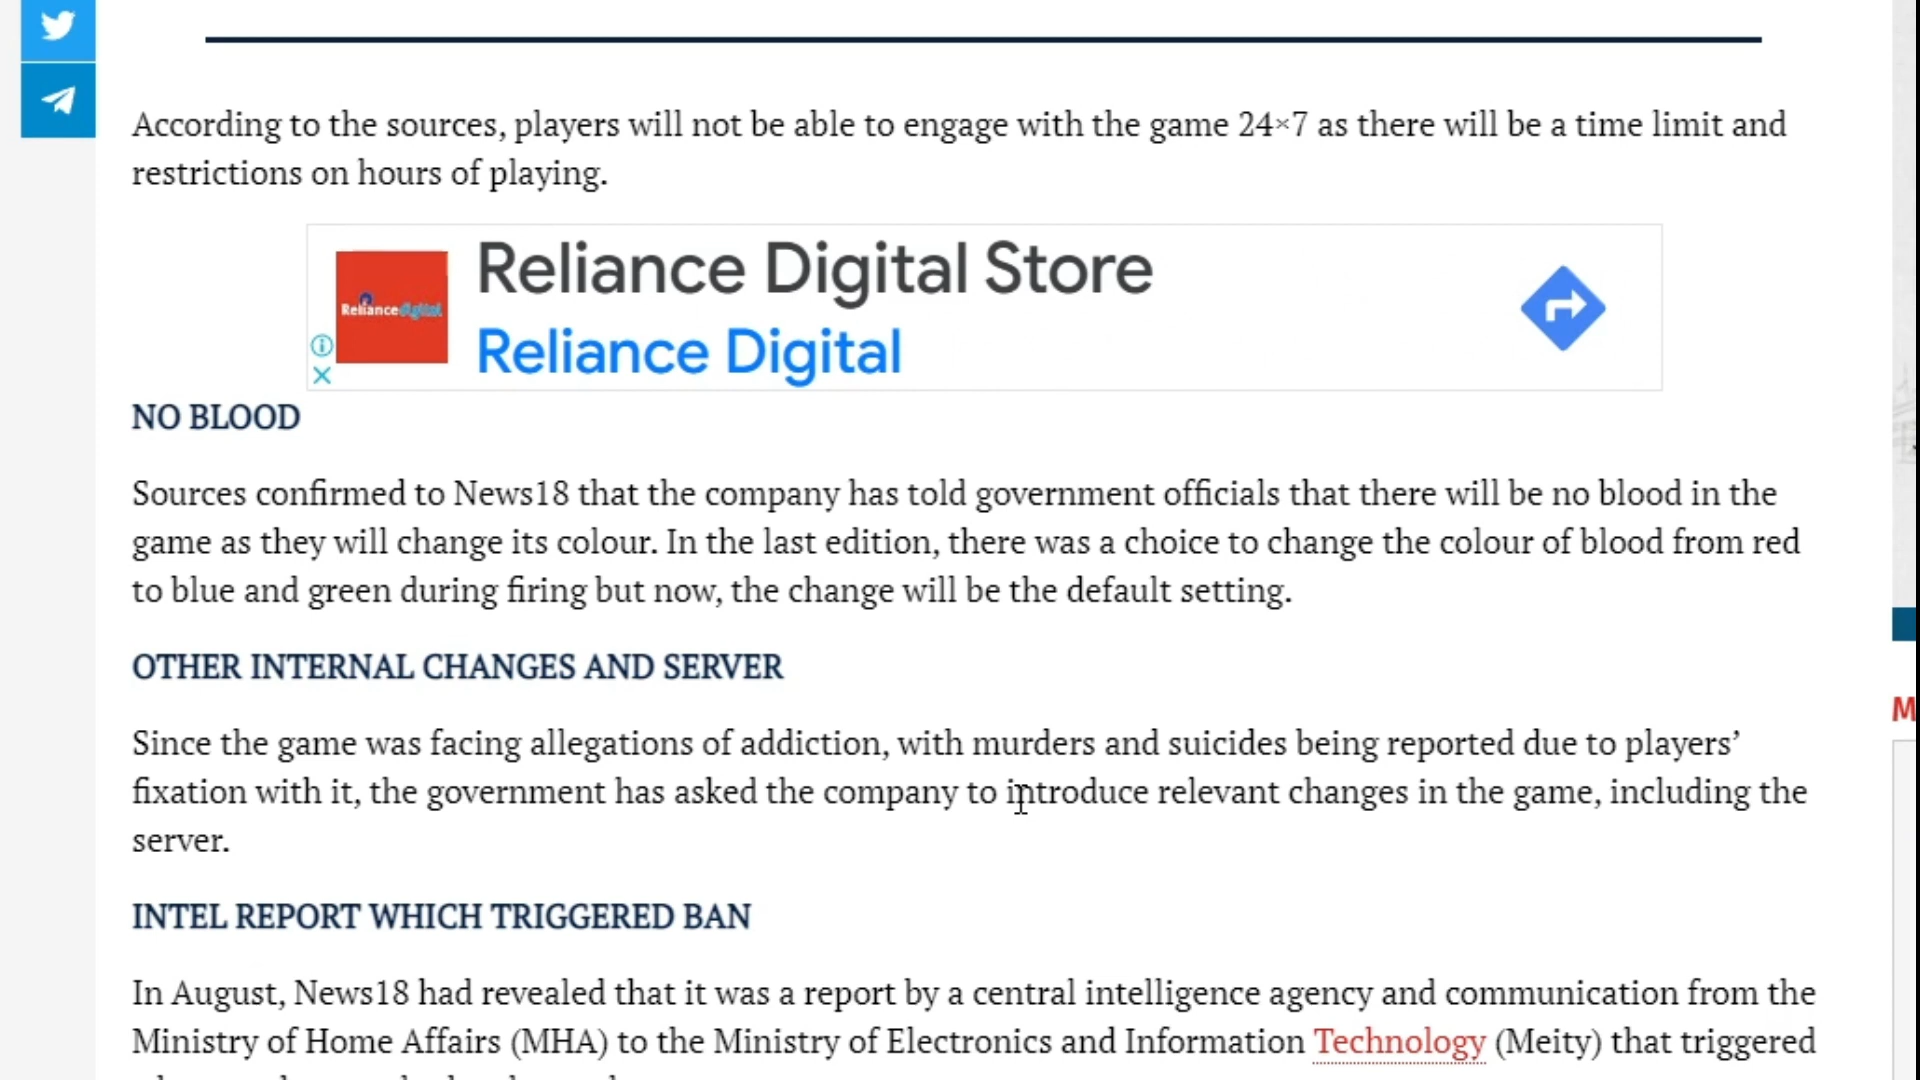 According to the sources, players will not be able to engage with the game 24×7 as there will be a time limit and
restrictions on hours of playing.
Reliance digital
Reliance Digital Store
Reliance Digital
NO BLOOD
Sources confirmed to News18 that the company has told government officials that there will be no blood in the
game as they will change its colour. In the last edition, there was a choice to change the colour of blood from red
to blue and green during firing but now, the change will be the default setting.
OTHER INTERNAL CHANGES AND SERVER
M
Since the game was facing allegations of addiction, with murders and suicides being reported due to players’
fixation with it, the government has asked the company to introduce relevant changes in the game, including the
server.
INTEL REPORT WHICH TRIGGERED BAN
In August, News18 had revealed that it was a report by a central intelligence agency and communication from the
Ministry of Home Affairs (MHA) to the Ministry of Electronics and Information Technology (Meity) that triggered